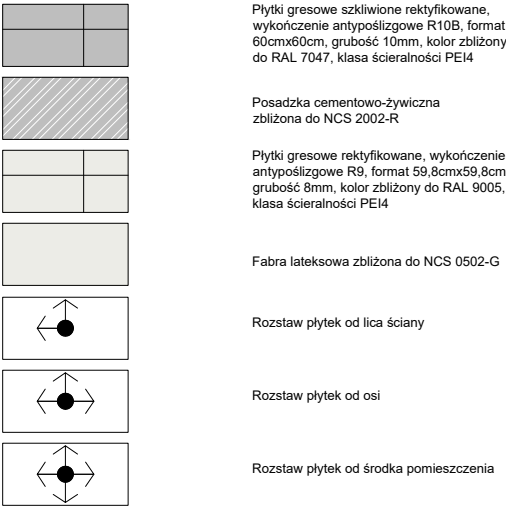 Płytki gresowe szkliwione rektyfikowane,
wykończenie antypoślizgowe R10B, format
60cmx60cm, grubość 10mm, kolor zbliżony
do RAL 7047, klasa ścieralności PEI4
Posadzka cementowo-żywiczna
zbliżona do NCS 2002-R
Płytki gresowe rektyfikowane, wykończenie
antypoślizgowe R9, format 59,8cmx59,8cm
grubość 8mm, kolor zbliżony do RAL 9005,
klasa ścieralności PEI4
Fabra lateksowa zbliżona do NCS 0502-G
Rozstaw płytek od lica ściany
Rozstaw płytek od osi
Rozstaw płytek od środka pomieszczenia